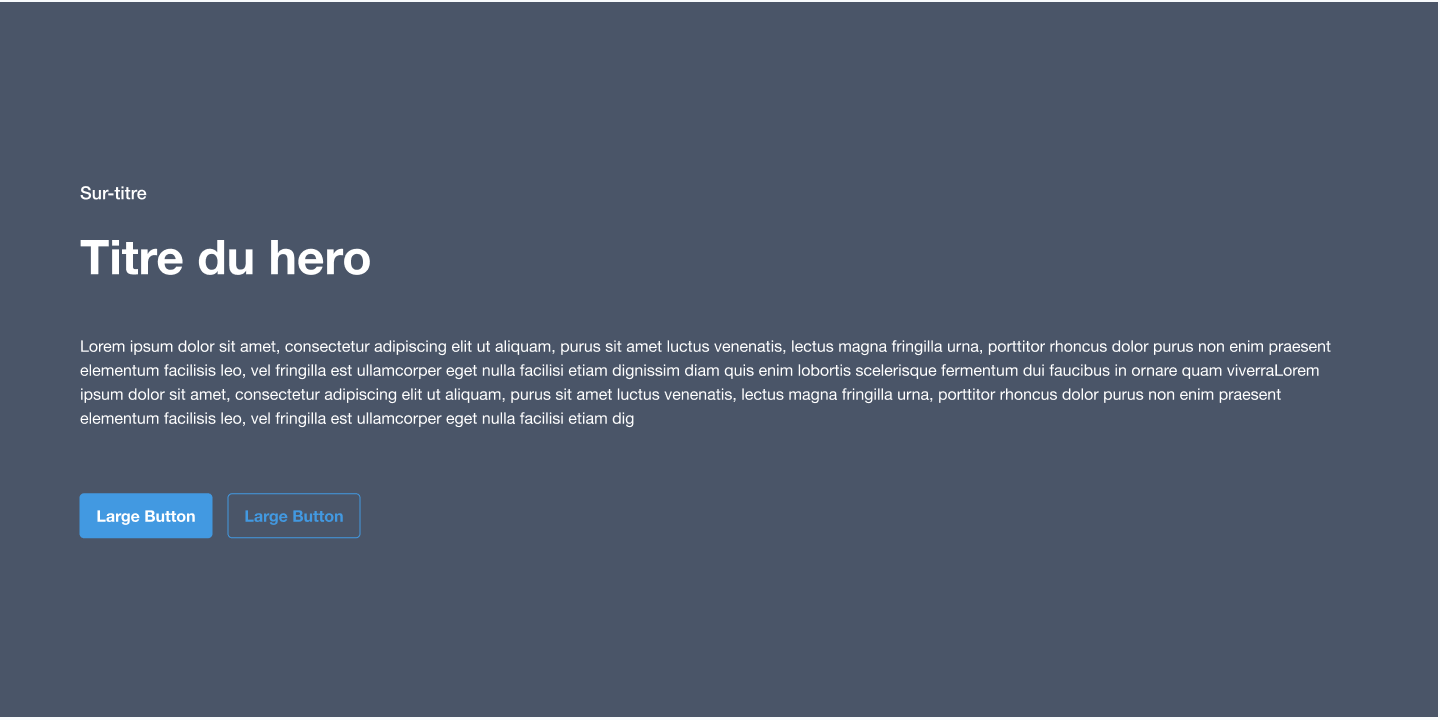 Sur-titre
Titre du hero
Lorem ipsum dolor sit amet, consectetur adipiscing elit ut aliquam, purus sit amet luctus venenatis, lectus magna fringilla urna, porttitor rhoncus dolor purus non enim praesent
elementum facilisis leo, vel fringilla est ullamcorper eget nulla facilisi etiam dignissim diam quis enim lobortis scelerisque fermentum dui faucibus in ornare quam viverraLorem
ipsum dolor sit amet, consectetur adipiscing elit ut aliquam, purus sit amet luctus venenatis, lectus magna fringilla urna, porttitor rhoncus dolor purus non enim praesent
elementum facilisis leo, vel fringilla est ullamcorper eget nulla facilisi etiam dig
Large Button Large Button